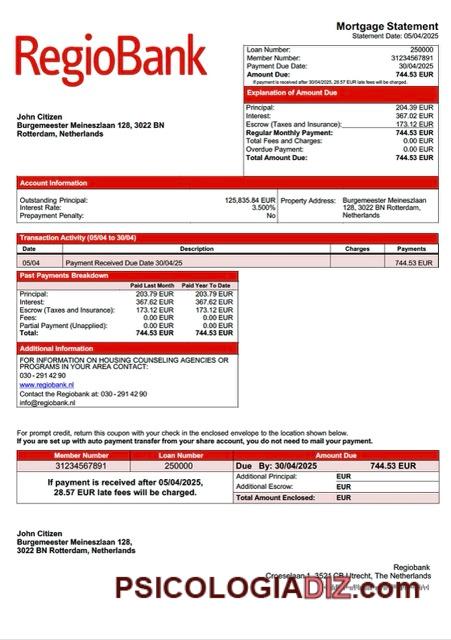 Mortgage Statement
Statement Date: 05/04/2025
RegioBank
Loan Number: 250000
Member Number: 31234567891
Payment Due Date: 30/04/2025
Amount Due: 744.53 EUR
If payment is received after 30/04/2025, 28.57 EUR late fees will be charged.
Explanation of Amount Due
Principal: 204.39 EUR
Interest: 367.02 EUR
Escrow (Taxes and Insurance): 173.12 EUR
Regular Monthly Payment: 744.53 EUR
Total Fees and Charges: 0.00 EUR
Overdue Payment: 0.00 EUR
Total Amount Due: 744.53 EUR
John Citizen
Burgemeester Meineszlaan 128, 3022 BN
Rotterdam, Netherlands
Account Information
Outstanding Principal: 125,835.84 EUR
Interest Rate: 3.500%
Prepayment Penalty: No
Property Address: Burgemeester Meineszlaan
128, 3022 BN Rotterdam,
Netherlands
Transaction Activity (05/04 to 30/04)
Date Description Charges Payments
05/04 Payment Received Due Date 30/04/25 744.53 EUR
Past Payments Breakdown
Paid Last Month Paid Year To Date
Principal: 203.79 EUR 203.79 EUR
Interest: 367.62 EUR 367.62 EUR
Escrow (Taxes and Insurance): 173.12 EUR 173.12 EUR
Fees: 0.00 EUR 0.00 EUR
Partial Payment (Unapplied): 0.00 EUR 0.00 EUR
Total: 744.53 EUR 744.53 EUR
Additional Information
FOR INFORMATION ON HOUSING COUNSELING AGENCIES OR
PROGRAMS IN YOUR AREA CONTACT:
030 - 291 42 90
www.regiobank.nl
Contact the Regiobank at: 030 - 291 42 90
info@regiobank.nl
For prompt credit, return this coupon with your check in the enclosed envelope to the location shown below.
If you are set up with auto payment transfer from your share account, you do not need to mail your payment.
Member Number Loan Number Amount Due
31234567891 250000 Due By: 30/04/2025 744.53 EUR
If payment is received after 05/04/2025,
28.57 EUR late fees will be charged.
Additional Principal: EUR
Additional Escrow: EUR
Total Amount Enclosed: EUR
John Citizen
Burgemeester Meineszlaan 128,
3022 BN Rotterdam, Netherlands
Regiobank
Croeselaan 1, 3521 CB Utrecht, The Netherlands
PSICOLOGIADIZ.com